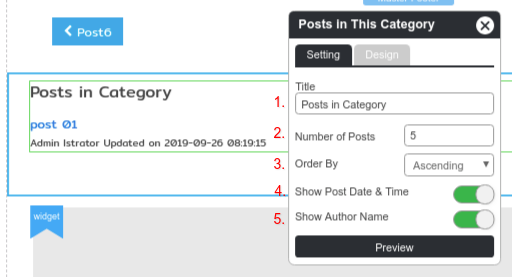 Master Poster
Post6
Posts in Category
post 01
Admin Istrator Updated on 2019-09-26 08:19:15
widget
Posts in This Category
Setting
Design
Title
1.
Posts in Category
2.
Number of Posts
5
3.
Order By
Ascending
4.
Show Post Date & Time
5.
Show Author Name
Preview